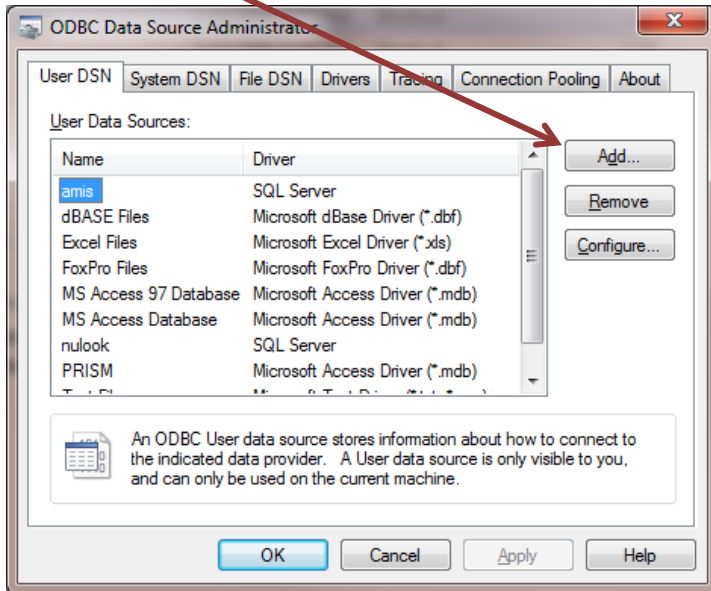 ODBC Data Source Administrator
User DSN System DSN File DSN Drivers Tracing Connection Pooling About
User Data Sources:
Name Driver
amis SQL Server
dBASE Files Microsoft dBase Driver (*.dbf)
Excel Files Microsoft Excel Driver (*.xls)
FoxPro Files Microsoft FoxPro Driver (*.dbf)
MS Access 97 Database Microsoft Access Driver (*.mdb)
MS Access Database Microsoft Access Driver (*.mdb)
nulook SQL Server
PRISM Microsoft Access Driver (*.mdb)
Add...
Remove
Configure...
An ODBC User data source stores information about how to connect to
the indicated data provider. A User data source is only visible to you,
and can only be used on the current machine.
OK Cancel Apply Help